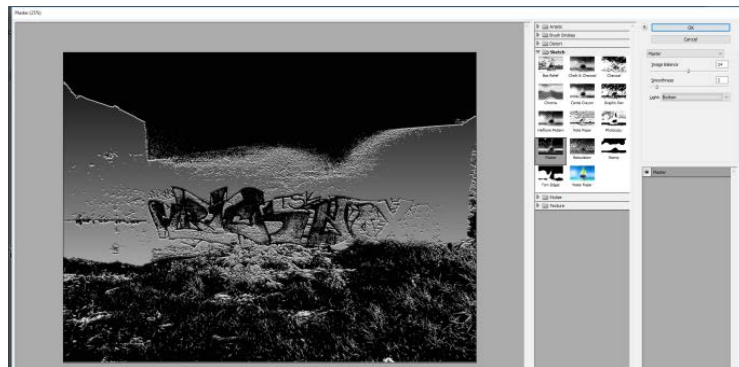 Plaster (25%)
Artistic
Brush Strokes
Distort
Sketch
Bas Relief
Chalk & Charcoal
Charcoal
Chrome
Conté Crayon
Graphic Pen
Halftone Pattern
Note Paper
Photocopy
Plaster
Reticulation
Stamp
Torn Edges
Water Paper
Stylize
Texture
OK
Cancel
Plaster
Image Balance
24
Smoothness
Light: Bottom
Plaster
TSK